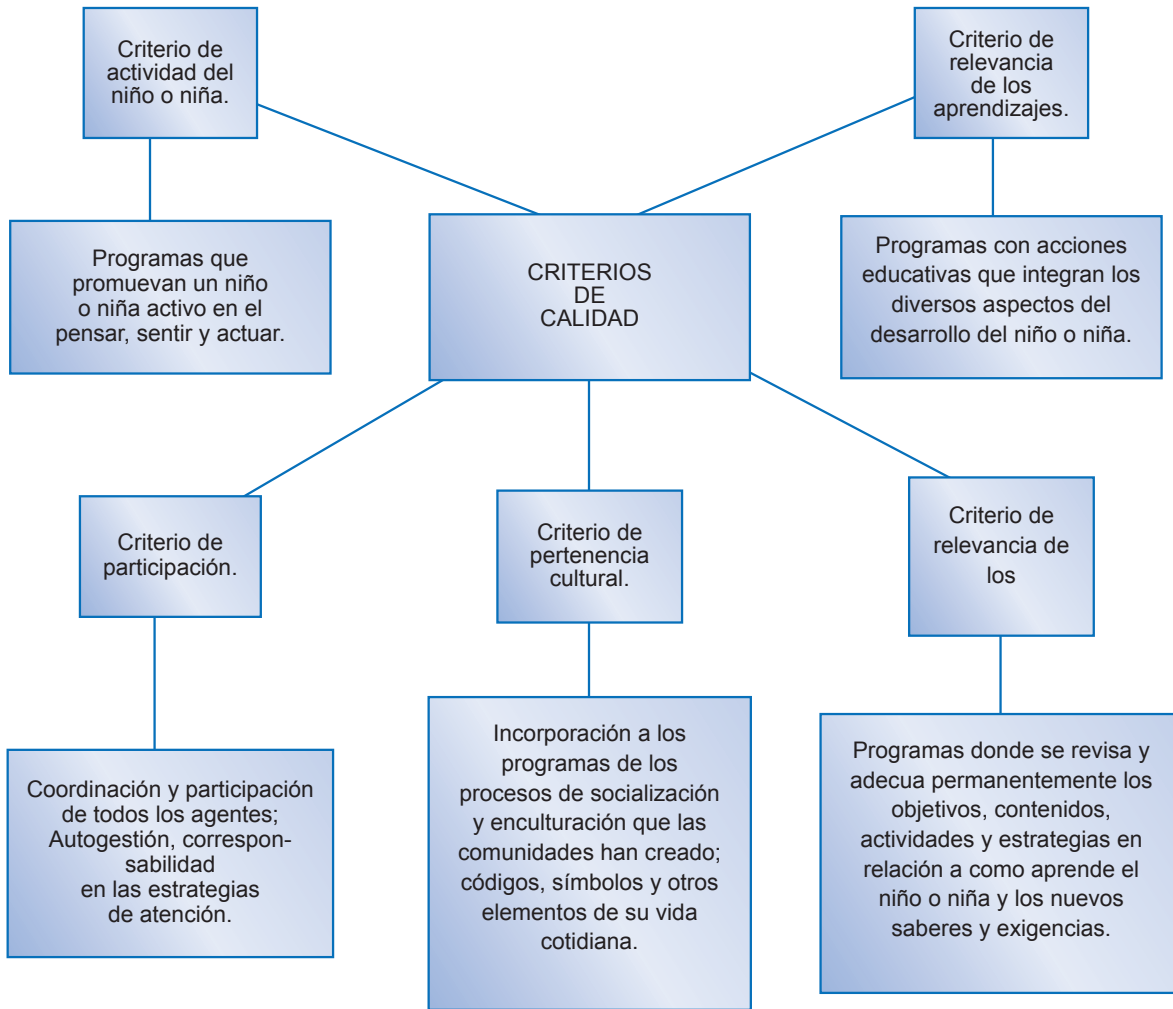 Criterio de
actividad del
niño o niña.
Criterio de
relevancia
de los
aprendizajes.
Programas que
promuevan un niño
o niña activo en el
pensar, sentir y actuar.
CRITERIOS
DE
CALIDAD
Programas con acciones
educativas que integran los
diversos aspectos del
desarrollo del niño o niña.
Criterio de
participación.
Criterio de
pertenencia
cultural.
Criterio de
relevancia de
los
Coordinación y participación
de todos los agentes;
Autogestión, correspon-
sabilidad
en las estrategias
de atención.
Incorporación a los
programas de los
procesos de socialización
y enculturación que las
comunidades han creado;
códigos, símbolos y otros
elementos de su vida
cotidiana.
Programas donde se revisa y
adecua permanentemente los
objetivos, contenidos,
actividades y estrategias en
relación a como aprende el
niño o niña y los nuevos
saberes y exigencias.